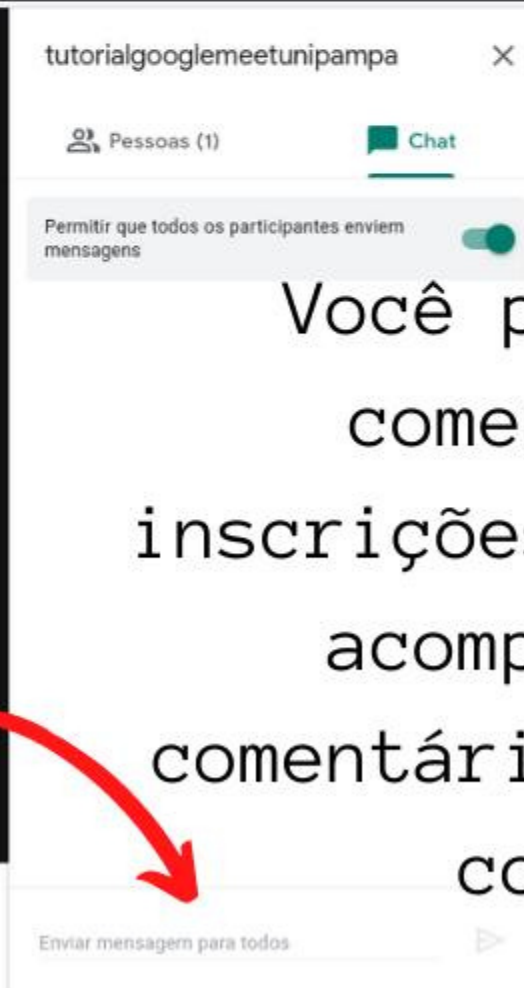 tutorialgooglemeetunipampa
Pessoas (1)
Chat
Permitir que todos os participantes enviem
mensagens
Você p
come
inscrições
acomp
comentári
co
Enviar mensagem para todos